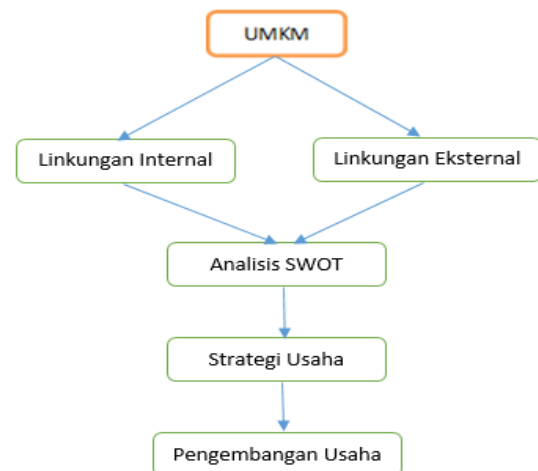 UMKM
Linkungan Internal
Linkungan Eksternal
Analisis SWOT
Strategi Usaha
Pengembangan Usaha